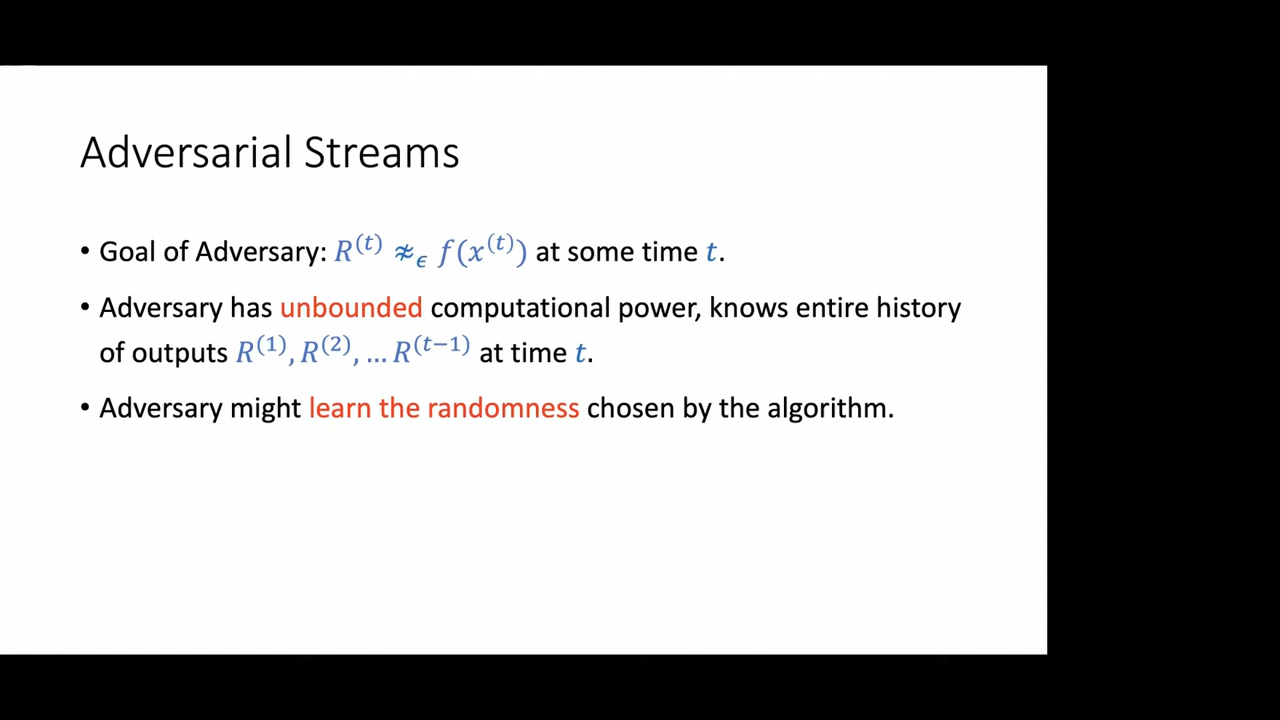 Adversarial Streams
• Goal of Adversary: R^(t) ≉_ϵ f(x^(t)) at some time t.
• Adversary has unbounded computational power, knows entire history
of outputs R^(1), R^(2), … R^(t−1) at time t.
• Adversary might learn the randomness chosen by the algorithm.